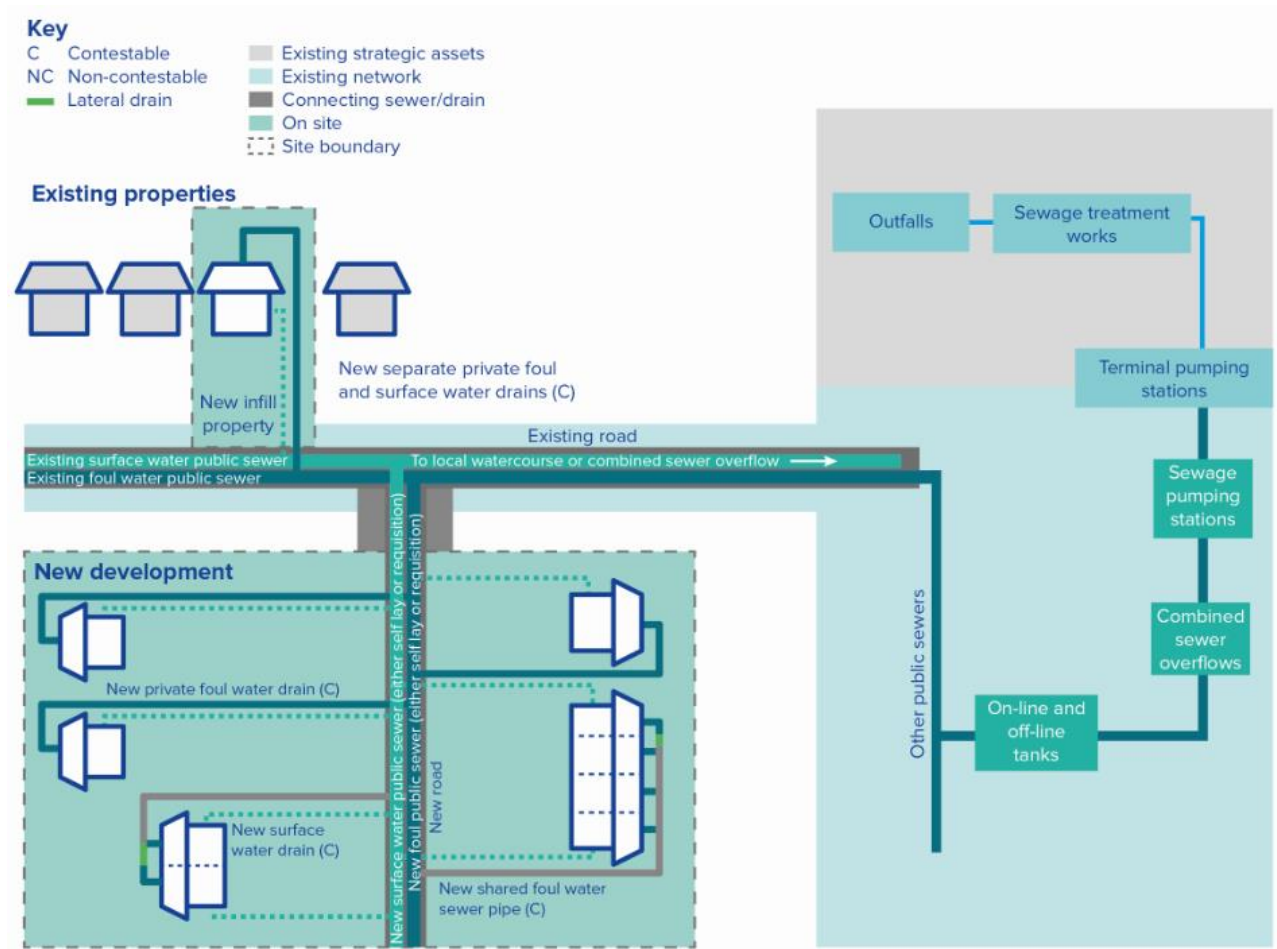 Key
C Contestable
NC Non-contestable
Lateral drain
Existing strategic assets
Existing network
Connecting sewer/drain
On site
Site boundary
Existing properties
New infill
property
New separate private foul
and surface water drains (C)
Existing road
Existing surface water public sewer
To local watercourse or combined sewer overflow
Existing foul water public sewer
Outfalls
Sewage treatment
works
Terminal pumping
stations
Sewage
pumping
stations
Combined
sewer
overflows
On-line and
off-line
tanks
Other public sewers
New development
New private foul water drain (C)
New surface
water drain (C)
New surface water public sewer (either self lay or requisition)
New foul public sewer (either self lay or requisition)
New road
New shared foul water
sewer pipe (C)